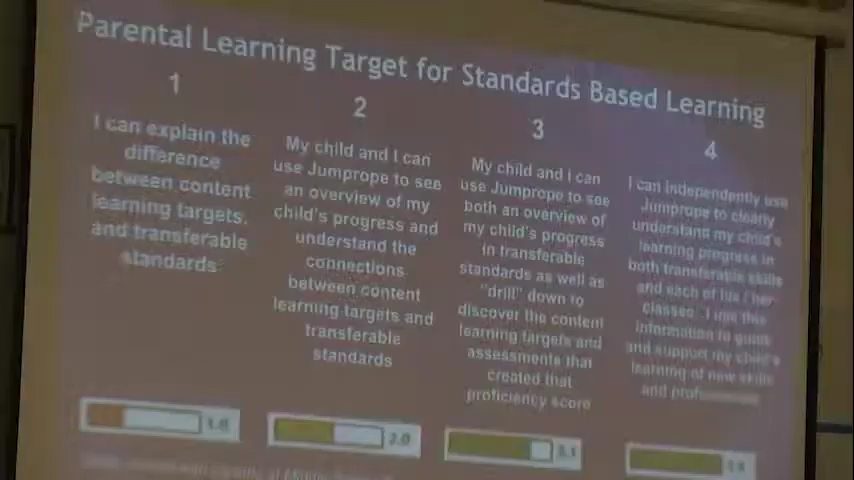 Parental Learning Target for Standards Based Learning
1
I can explain the
difference
between content
learning targets,
and transferable
standards
2
My child and I can
use Jumprope to see
an overview of my
child's progress and
understand the
connections
between content
learning targets and
transferable
standards
3
My child and I can
use Jumprope to see
both an overview of
my child's progress
in transferable
standards as well as
"drill" down to
discover the content
learning targets and
assessments that
created that
proficiency score
4
I can independently use
Jumprope to clearly
understand my child's
learning progress in
both transferable skills
and each of his / her
classes. I use this
information to guide
and support my child's
learning of new skills
and
1.0
2.0
3.1